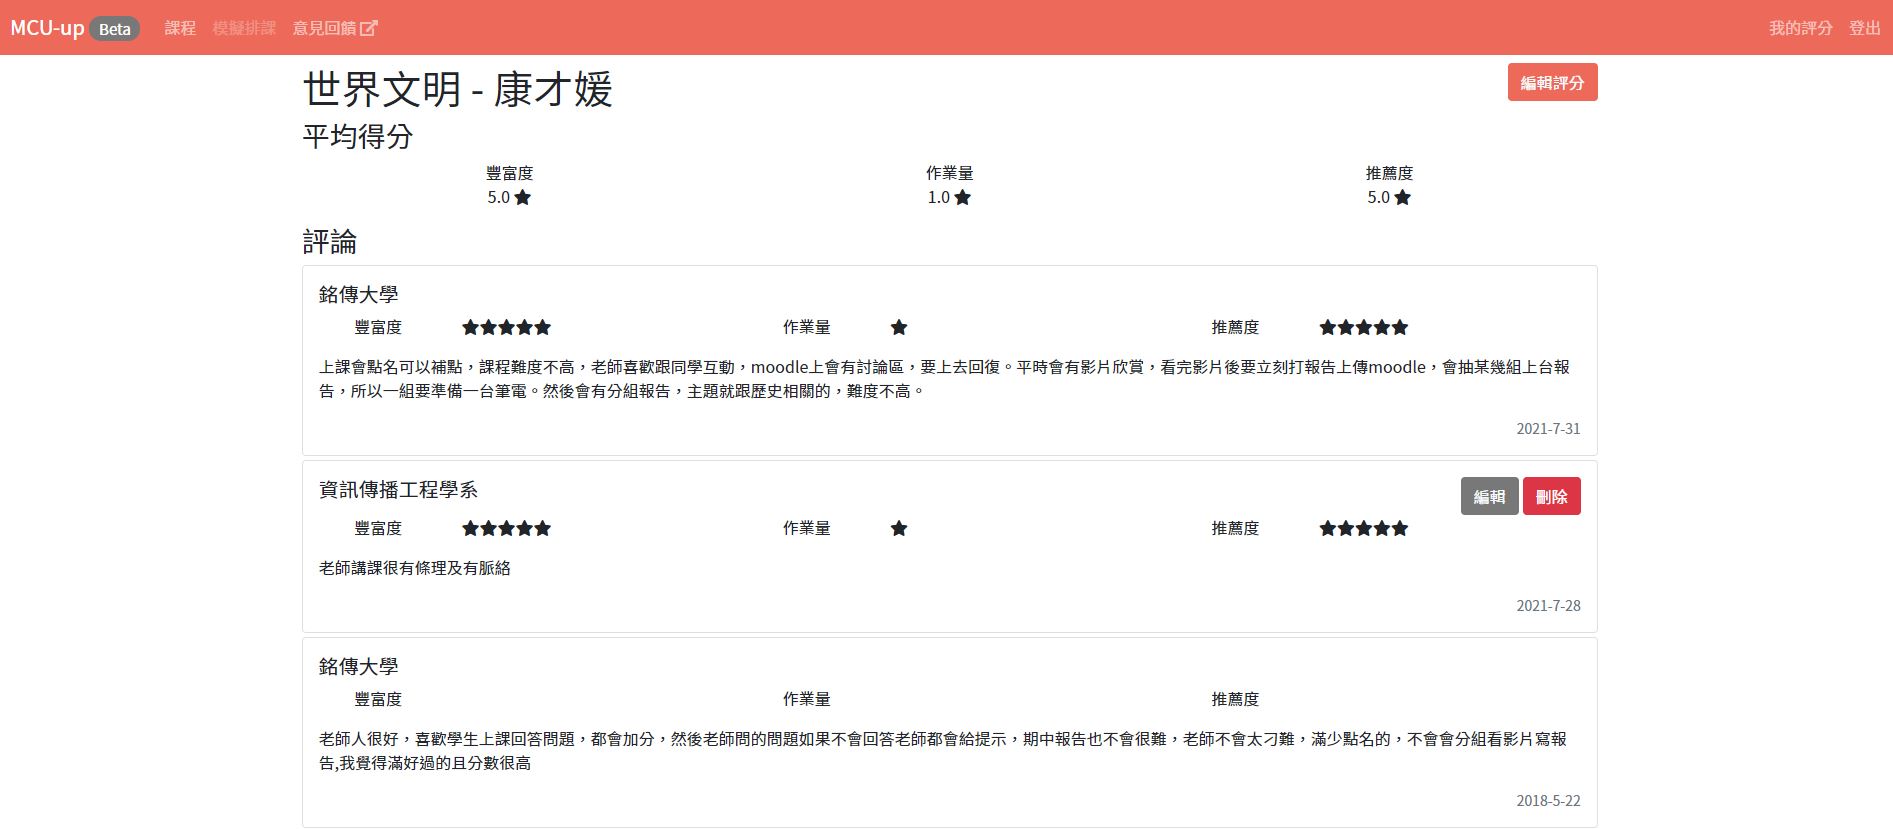 MCU-up Beta 課程 模擬排課 意見回饋 我的評分 登出
世界文明 - 康才媛 編輯評分
平均得分
豐富度 作業量 推薦度
5.0 ★ 1.0 ★ 5.0 ★
評論
銘傳大學
豐富度 ★★★★★ 作業量 ★ 推薦度 ★★★★★
上課會點名可以補點，課程難度不高，老師喜歡跟同學互動，moodle上會有討論區，要上去回復。平時會有影片欣賞，看完影片後要立刻打報告上傳moodle，會抽某幾組上台報
告，所以一組要準備一台筆電。然後會有分組報告，主題就跟歷史相關的，難度不高。
2021-7-31
資訊傳播工程學系 編輯 刪除
豐富度 ★★★★★ 作業量 ★ 推薦度 ★★★★★
老師講課很有條理及有脈絡
2021-7-28
銘傳大學
豐富度 作業量 推薦度
老師人很好，喜歡學生上課回答問題，都會加分，然後老師問的問題如果不會回答老師都會給提示，期中報告也不會很難，老師不會太刁難，滿少點名的，不會會分組看影片寫報
告,我覺得滿好過的且分數很高
2018-5-22